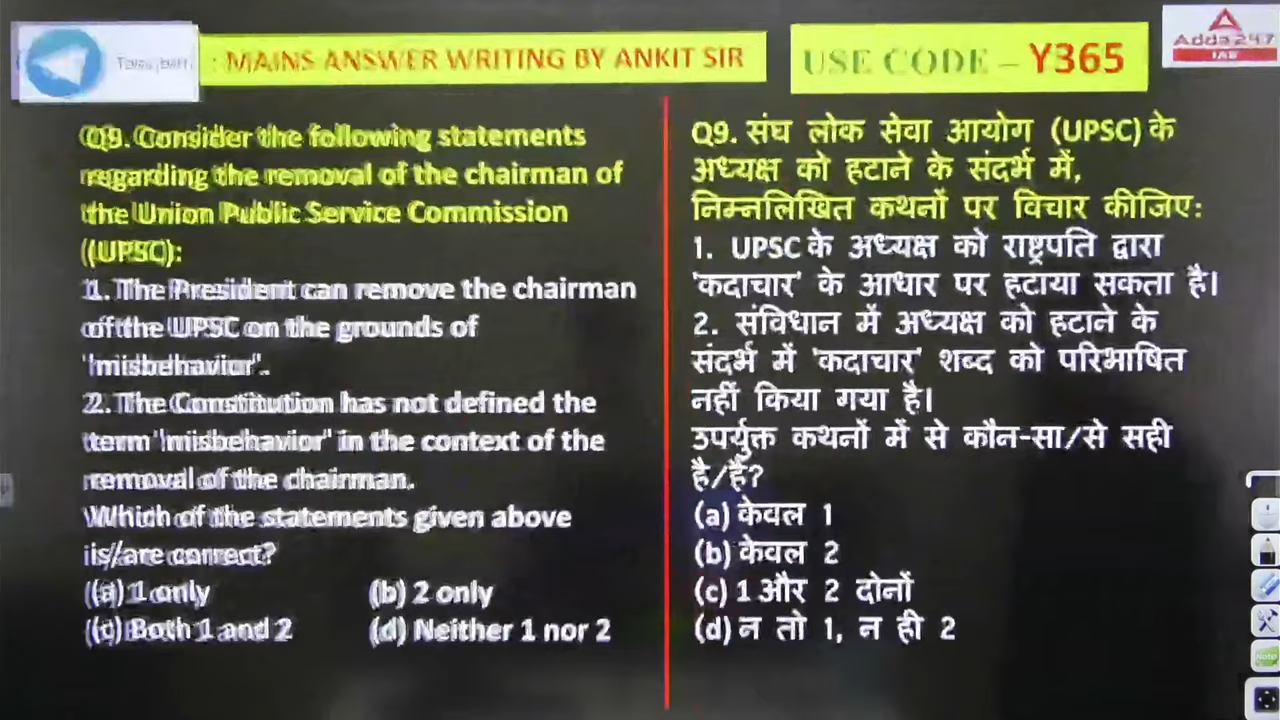 : MAINS ANSWER WRITING BY ANKIT SIR
USE CODE – Y365
Adda247
IAS
Q9. Consider the following statements
regarding the removal of the chairman of
the Union Public Service Commission
(UPSC):
1. The President can remove the chairman
of the UPSC on the grounds of
'misbehavior".
2. The Constitution has not defined the
term 'misbehavior" in the context of the
removal of the chairman.
Which of the statements given above
is/are correct?
(a) 1 only (b) 2 only
(c) Both 1 and 2 (d) Neither 1 nor 2
Q9. संघ लोक सेवा आयोग (UPSC) के
अध्यक्ष को हटाने के संदर्भ में,
निम्नलिखित कथनों पर विचार कीजिए:
1. UPSC के अध्यक्ष को राष्ट्रपति द्वारा
'कदाचार' के आधार पर हटाया सकता है।
2. संविधान में अध्यक्ष को हटाने के
संदर्भ में 'कदाचार' शब्द को परिभाषित
नहीं किया गया है।
उपर्युक्त कथनों में से कौन-सा/से सही
है/हैं?
(a) केवल 1
(b) केवल 2
(c) 1 और 2 दोनों
(d) न तो 1, न ही 2
Note